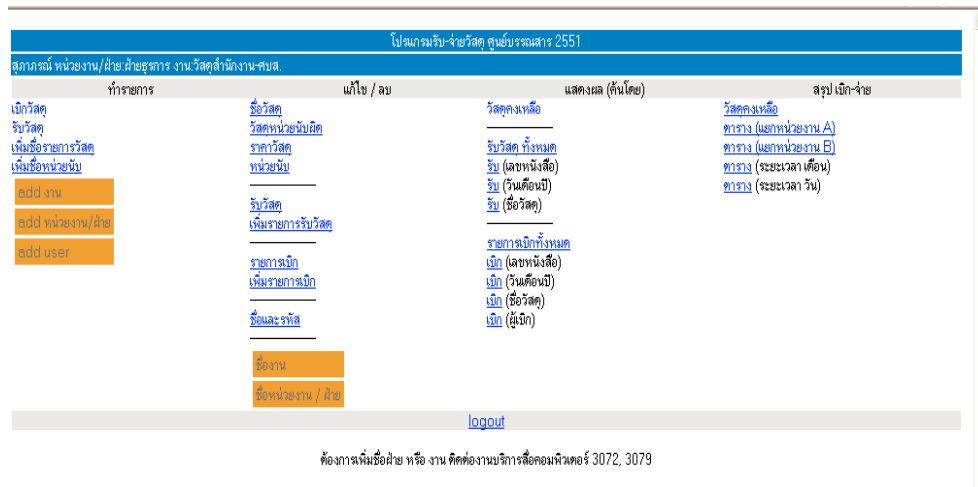 โปรแกรมรับ-จ่ายวัสดุ ศูนย์บรรณสาร 2551
สุภาภรณ์ หน่วยงาน/ฝ่าย:ฝ่ายธุรการ งาน:วัสดุสำนักงาน-ศบส.
ทำรายการ
เบิกวัสดุ
รับวัสดุ
เพิ่มชื่อรายการวัสดุ
เพิ่มชื่อหน่วยนับ
add งาน
add หน่วยงาน/ฝ่าย
add user
แก้ไข / ลบ
ชื่อวัสดุ
วัสดุหน่วยนับผิด
ราคาวัสดุ
หน่วยนับ
รับวัสดุ
เพิ่มรายการรับวัสดุ
รายการเบิก
เพิ่มรายการเบิก
ชื่อและรหัส
ชื่องาน
ชื่อหน่วยงาน / ฝ่าย
แสดงผล (ค้นโดย)
วัสดุคงเหลือ
รับวัสดุ ทั้งหมด
รับ (เลขหนังสือ)
รับ (วันเดือนปี)
รับ (ชื่อวัสดุ)
รายการเบิกทั้งหมด
เบิก (เลขหนังสือ)
เบิก (วันเดือนปี)
เบิก (ชื่อวัสดุ)
เบิก (ผู้เบิก)
สรุป เบิก-จ่าย
วัสดุคงเหลือ
ตาราง (แยกหน่วยงาน A)
ตาราง (แยกหน่วยงาน B)
ตาราง (ระยะเวลา เดือน)
ตาราง (ระยะเวลา วัน)
logout
ต้องการเพิ่มชื่อฝ่าย หรือ งาน ติดต่องานบริการสื่อคอมพิวเตอร์ 3072, 3079